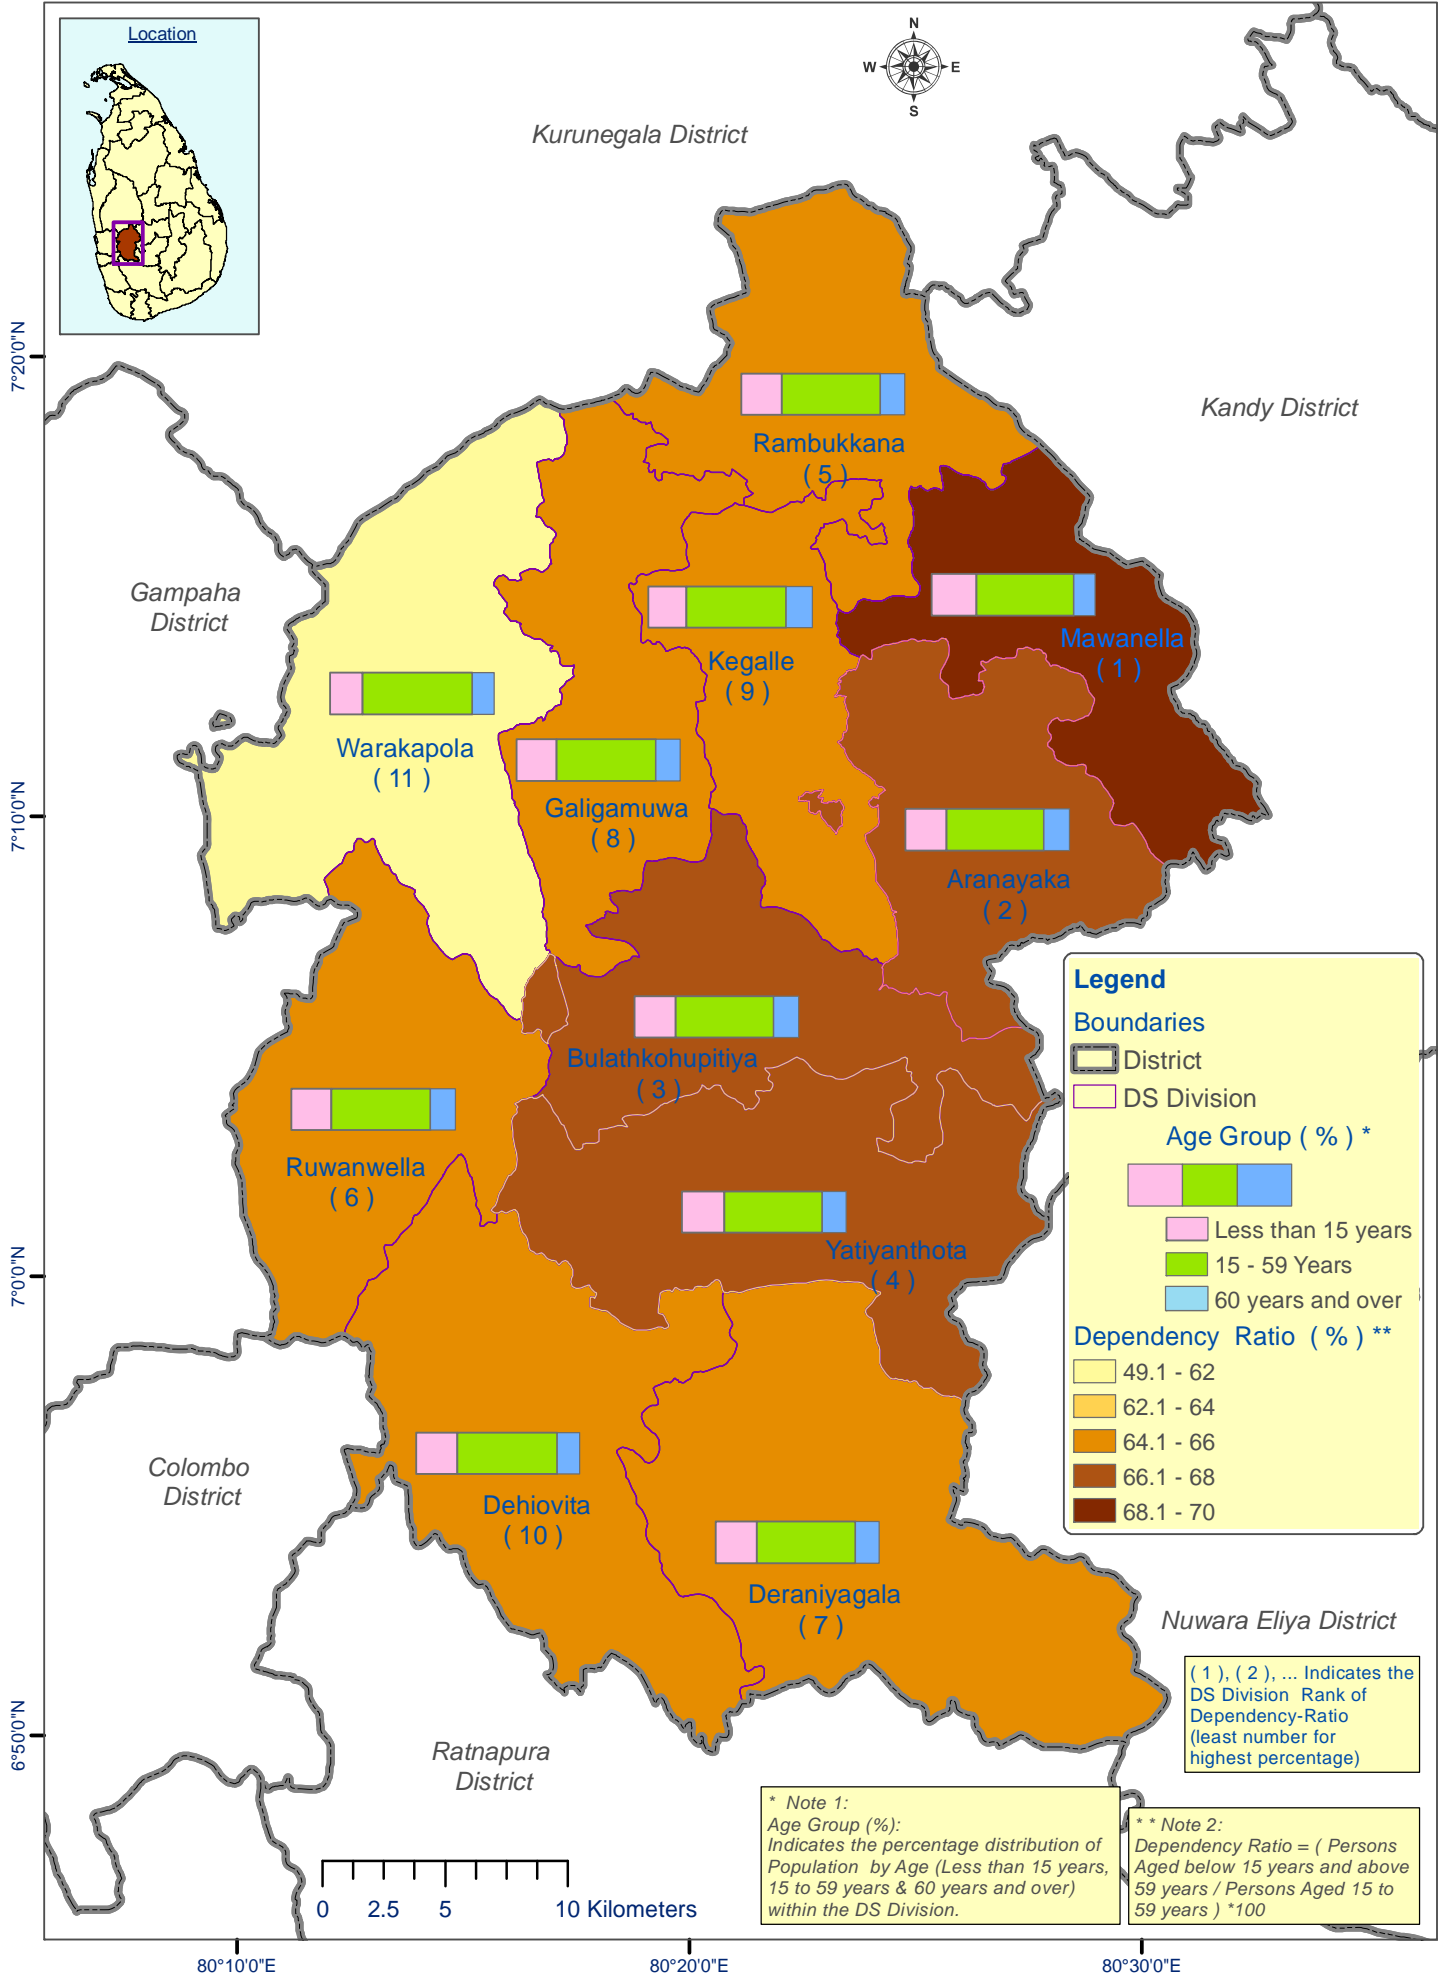 Location
N
W
E
S
Kurunegala District
Kandy District
Gampaha
District
Colombo
District
Ratnapura
District
Nuwara Eliya District
Rambukkana
( 5 )
Mawanella
( 1 )
Kegalle
( 9 )
Warakapola
( 11 )
Galigamuwa
( 8 )
Aranayaka
( 2 )
Bulathkohupitiya
( 3 )
Ruwanwella
( 6 )
Yatiyanthota
( 4 )
Dehiovita
( 10 )
Deraniyagala
( 7 )
Legend
Boundaries
District
DS Division
Age Group ( % ) *
Less than 15 years
15 - 59 Years
60 years and over
Dependency Ratio ( % ) **
49.1 - 62
62.1 - 64
64.1 - 66
66.1 - 68
68.1 - 70
( 1 ), ( 2 ), ... Indicates the
DS Division Rank of
Dependency-Ratio
(least number for
highest percentage)
* Note 1:
Age Group (%):
Indicates the percentage distribution of
Population by Age (Less than 15 years,
15 to 59 years & 60 years and over)
within the DS Division.
* * Note 2:
Dependency Ratio = ( Persons
Aged below 15 years and above
59 years / Persons Aged 15 to
59 years ) *100
0 2.5 5 10 Kilometers
7°20'0"N
7°10'0"N
7°0'0"N
6°50'0"N
80°10'0"E
80°20'0"E
80°30'0"E